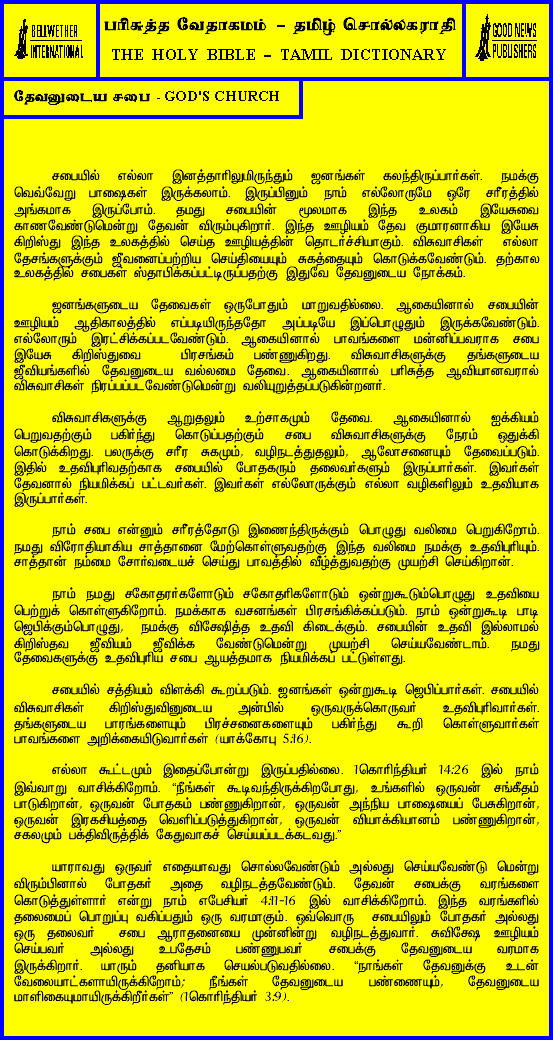 BELLWETHER
INTERNATIONAL
பரிசுத்த வேதாகமம் – தமிழ் சொல்லகராதி
THE HOLY BIBLE – TAMIL DICTIONARY
GOOD NEWS
PUBLISHERS
தேவனுடைய சபை - GOD'S CHURCH
சபையில் எல்லா இனத்தாரிலுமிருந்தும் ஜனங்கள் கலந்திருப்பார்கள். நமக்கு
வெவ்வேறு பாஷைகள் இருக்கலாம். இருப்பினும் நாம் எல்லோருமே ஒரே சரீரத்தில்
அங்கமாக இருப்போம். தமது சபையின் மூலமாக இந்த உலகம் இயேசுவை
காணவேண்டுமென்று தேவன் விரும்புகிறார். இந்த ஊழியம் தேவ குமாரனாகிய இயேசு
கிறிஸ்து இந்த உலகத்தில் செய்த ஊழியத்தின் தொடர்ச்சியாகும். விசுவாசிகள் எல்லா
தேசங்களுக்கும் ஜீவனைப்பற்றிய செய்தியையும் சுகத்தையும் கொடுக்கவேண்டும். தற்கால
உலகத்தில் சபைகள் ஸ்தாபிக்கப்பட்டிருப்பதற்கு இதுவே தேவனுடைய நோக்கம்.
ஜனங்களுடைய தேவைகள் ஒருபோதும் மாறுவதில்லை. ஆகையினால் சபையின்
ஊழியம் ஆதிகாலத்தில் எப்படியிருந்ததோ அப்படியே இப்பொழுதும் இருக்கவேண்டும்.
எல்லோரும் இரட்சிக்கப்படவேண்டும். ஆகையினால் பாவங்களை மன்னிப்பவராக சபை
இயேசு கிறிஸ்துவை பிரசங்கம் பண்ணுகிறது. விசுவாசிகளுக்கு தங்களுடைய
ஜீவியங்களில் தேவனுடைய வல்லமை தேவை. ஆகையினால் பரிசுத்த ஆவியானவரால்
விசுவாசிகள் நிரப்பப்படவேண்டுமென்று வலியுறுத்தப்படுகின்றனர்.
விசுவாசிகளுக்கு ஆறுதலும் உற்சாகமும் தேவை. ஆகையினால் ஐக்கியம்
பெறுவதற்கும் பகிர்ந்து கொடுப்பதற்கும் சபை விசுவாசிகளுக்கு நேரம் ஒதுக்கி
கொடுக்கிறது. பலருக்கு சரீர சுகமும், வழிநடத்துதலும், ஆலோசனையும் தேவைப்படும்.
இதில் உதவிபுரிவதற்காக சபையில் போதகரும் தலைவர்களும் இருப்பார்கள். இவர்கள்
தேவனால் நியமிக்கப் பட்டவர்கள். இவர்கள் எல்லோருக்கும் எல்லா வழிகளிலும் உதவியாக
இருப்பார்கள்.
நாம் சபை என்னும் சரீரத்தோடு இணைந்திருக்கும் பொழுது வலிமை பெறுகிறோம்.
நமது விரோதியாகிய சாத்தானை மேற்கொள்ளுவதற்கு இந்த வலிமை நமக்கு உதவிபுரியும்.
சாத்தான் நம்மை சோர்வடையச் செய்து பாவத்தில் வீழ்த்துவதற்கு முயற்சி செய்கிறான்.
நாம் நமது சகோதரர்களோடும் சகோதரிகளோடும் ஒன்றுகூடும்பொழுது உதவியை
பெற்றுக் கொள்ளுகிறோம். நமக்காக வசனங்கள் பிரசங்கிக்கப்படும். நாம் ஒன்றுகூடி பாடி
ஜெபிக்கும்பொழுது, நமக்கு விசேஷித்த உதவி கிடைக்கும். சபையின் உதவி இல்லாமல்
கிறிஸ்தவ ஜீவியம் ஜீவிக்க வேண்டுமென்று முயற்சி செய்யவேண்டாம். நமது
தேவைகளுக்கு உதவிபுரிய சபை ஆயத்தமாக நியமிக்கப் பட்டுள்ளது.
சபையில் சத்தியம் விளக்கி கூறப்படும். ஜனங்கள் ஒன்றுகூடி ஜெபிப்பார்கள். சபையில்
விசுவாசிகள் கிறிஸ்துவினுடைய அன்பில் ஒருவருக்கொருவர் உதவிபுரிவார்கள்.
தங்களுடைய பாரங்களையும் பிரச்சனைகளையும் பகிர்ந்து கூறி கொள்ளுவார்கள்
பாவங்களை அறிக்கையிடுவார்கள் (யாக்கோபு 5:16).
எல்லா கூட்டமும் இதைப்போன்று இருப்பதில்லை. 1கொரிந்தியர் 14:26 இல் நாம்
இவ்வாறு வாசிக்கிறோம். “நீங்கள் கூடிவந்திருக்கிறபோது, உங்களில் ஒருவன் சங்கீதம்
பாடுகிறான், ஒருவன் போதகம் பண்ணுகிறான், ஒருவன் அந்நிய பாஷையைப் பேசுகிறான்,
ஒருவன் இரகசியத்தை வெளிப்படுத்துகிறான், ஒருவன் வியாக்கியானம் பண்ணுகிறான்,
சகலமும் பக்திவிருத்திக் கேதுவாகச் செய்யப்படக்கடவது.”
யாராவது ஒருவர் எதையாவது சொல்லவேண்டும் அல்லது செய்யவேண்டு மென்று
விரும்பினால் போதகர் அதை வழிநடத்தவேண்டும். தேவன் சபைக்கு வரங்களை
கொடுத்துள்ளார் என்று நாம் எபேசியர் 4:11-16 இல் வாசிக்கிறோம். இந்த வரங்களில்
தலைமைப் பொறுப்பு வகிப்பதும் ஒரு வரமாகும். ஒவ்வொரு சபையிலும் போதகர் அல்லது
ஒரு தலைவர் சபை ஆராதனையை முன்னின்று வழிநடத்துவார். சுவிசேஷ ஊழியம்
செய்பவர் அல்லது உபதேசம் பண்ணுபவர் சபைக்கு தேவனுடைய வரமாக
இருக்கிறார். யாரும் தனியாக செயல்படுவதில்லை. “நாங்கள் தேவனுக்கு உடன்
வேலையாட்களாயிருக்கிறோம்; நீங்கள் தேவனுடைய பண்ணையும், தேவனுடைய
மாளிகையுமாயிருக்கிறீர்கள்” (1கொரிந்தியர் 3:9).